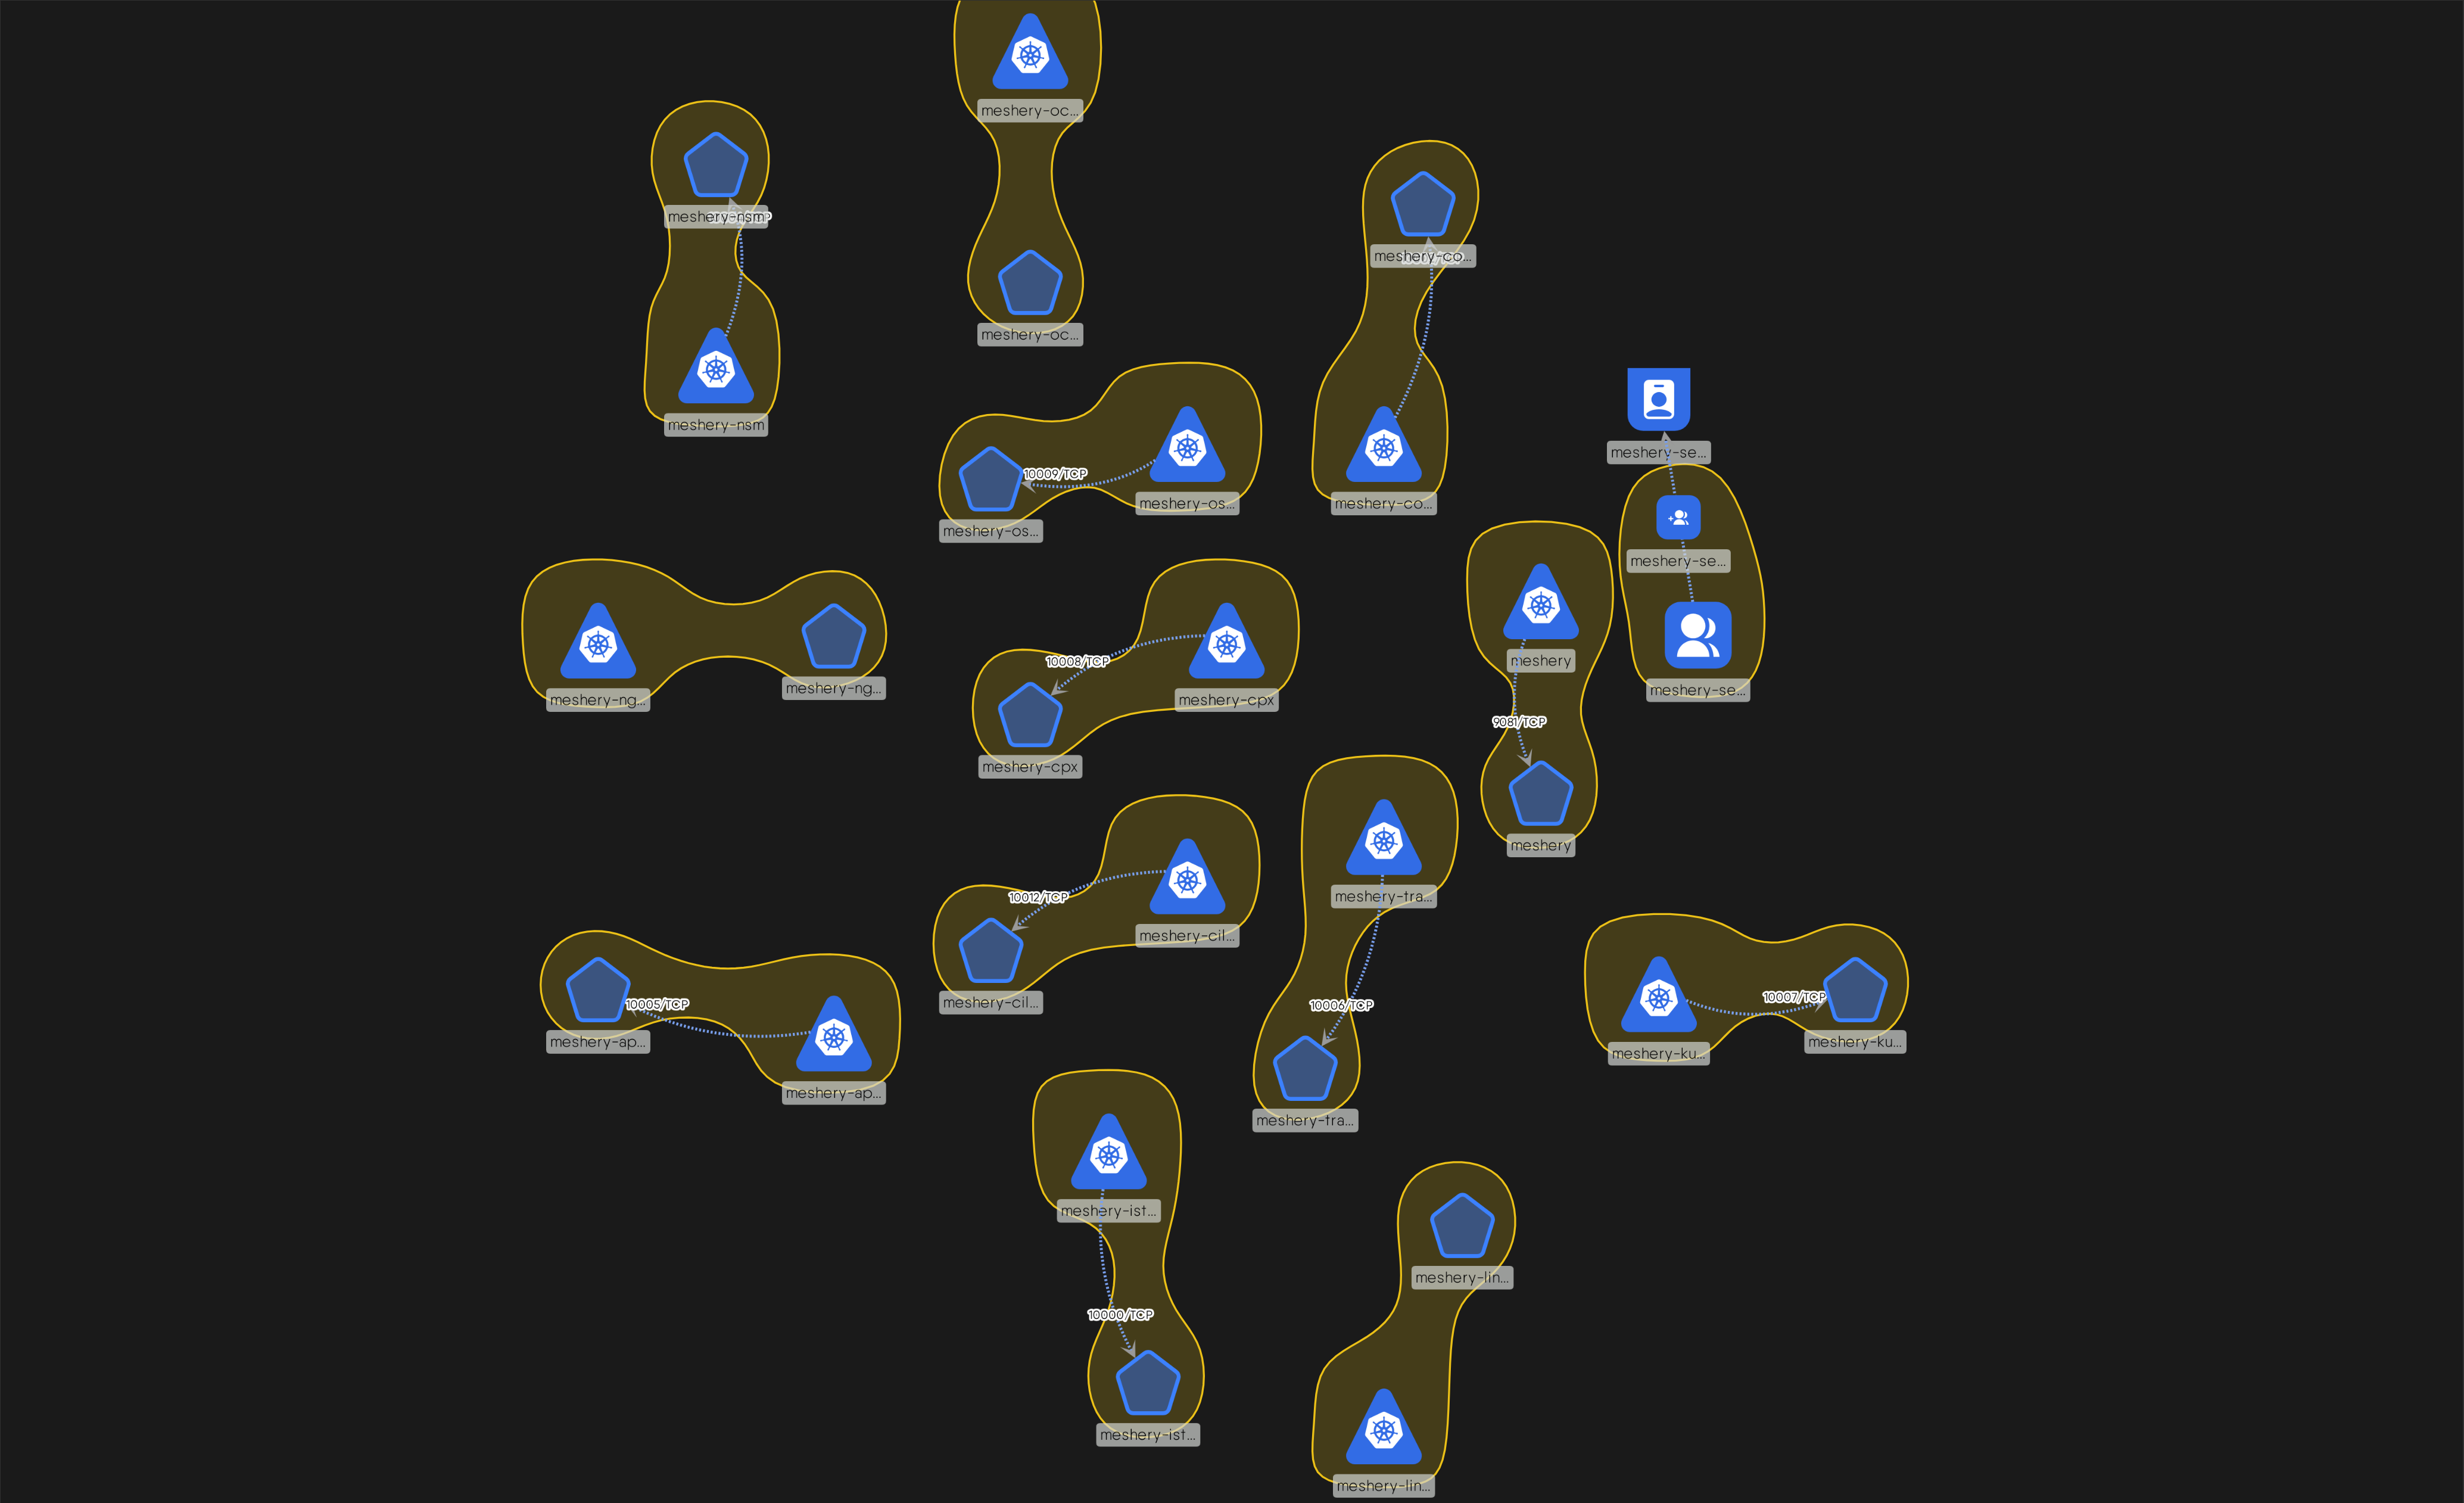 meshery-oc...
meshery-nsm
meshery-co...
meshery-oc...
meshery-nsm
meshery-se...
10009/TCP
meshery-os...
meshery-co...
meshery-os...
meshery-se...
10008/TCP
meshery
meshery-ng...
meshery-ng...
meshery-cpx
meshery-se...
9081/TCP
meshery-cpx
meshery
10012/TCP
meshery-tra...
meshery-cil...
10007/TCP
meshery-cil...
10005/TCP
10006/TCP
meshery-ap...
meshery-ku...
meshery-ku...
meshery-ap...
meshery-tra...
meshery-ist...
meshery-lin...
10000/TCP
meshery-ist...
meshery-lin...